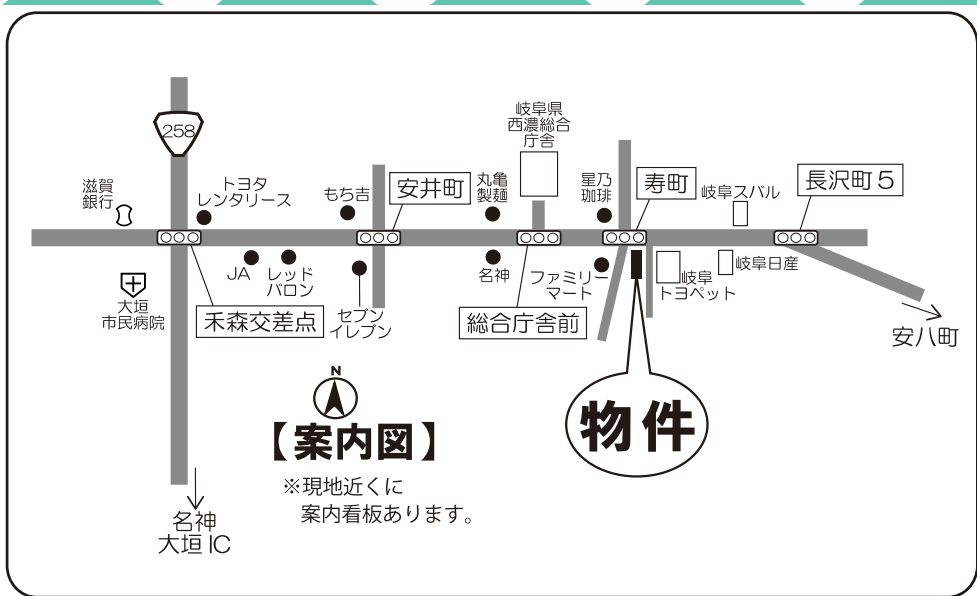 258
滋賀
銀行
トヨタ
レンタリース
もち吉
安井町
丸亀
製麺
岐阜県
西濃総合
庁舎
星乃
珈琲
寿町
岐阜スバル
長沢町5
JA
レッド
バロン
セブン
イレブン
名神
ファミリー
マート
岐阜
トヨペット
岐阜日産
大垣
市民病院
禾森交差点
総合庁舎前
安八町
N
【案内図】
※現地近くに
案内看板あります。
物件
名神
大垣IC